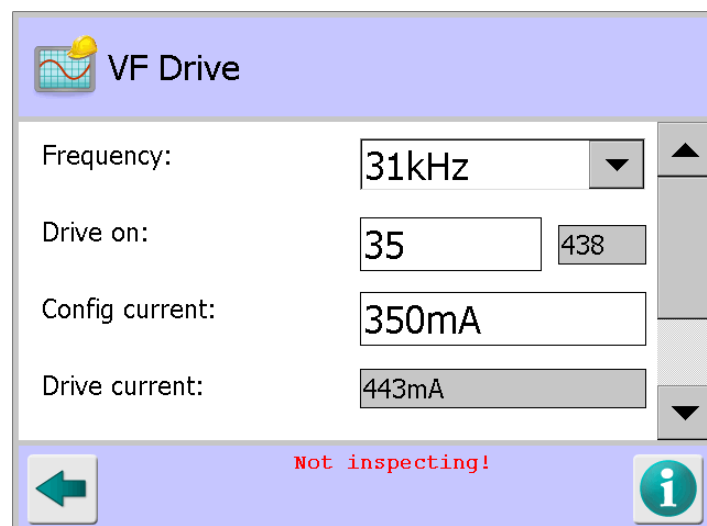 VF Drive
Frequency: 31kHz
Drive on: 35 438
Config current: 350mA
Drive current: 443mA
Not inspecting!